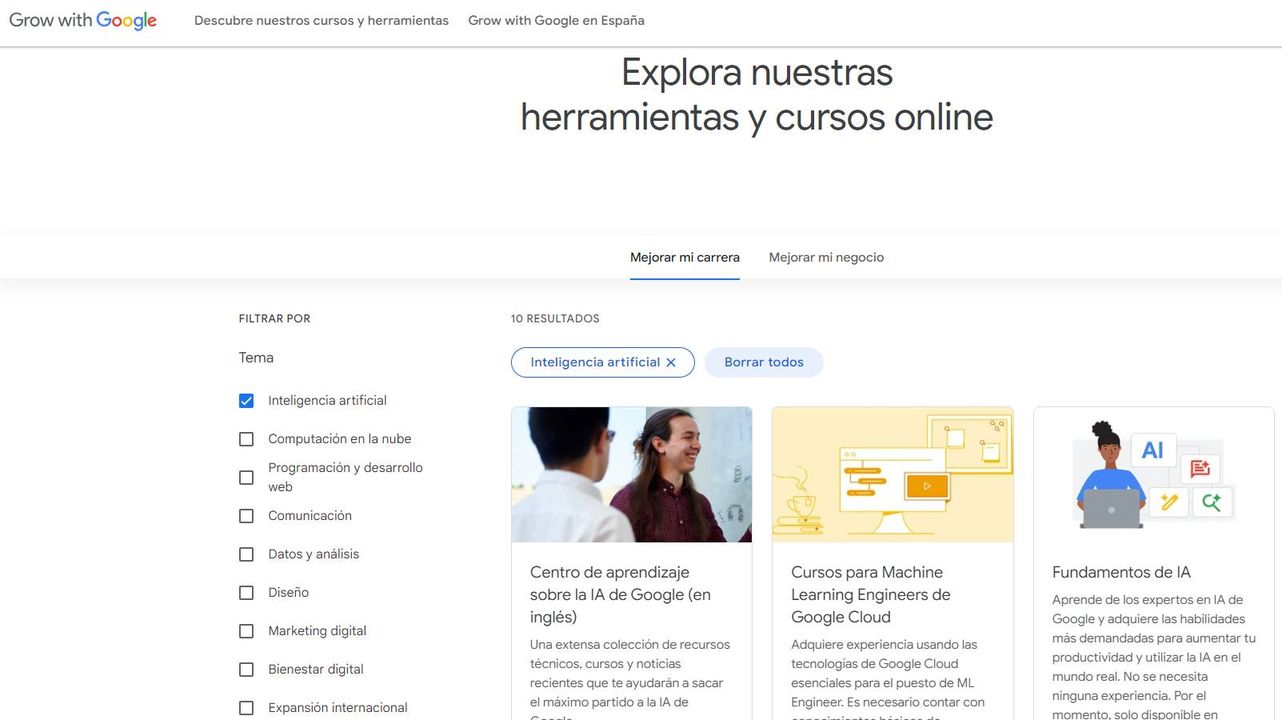 Grow with Google
Descubre nuestros cursos y herramientas
Grow with Google en España
Explora nuestras
herramientas y cursos online
Mejorar mi carrera
Mejorar mi negocio
FILTRAR POR
Tema
Inteligencia artificial
Computación en la nube
Programación y desarrollo
web
Comunicación
Datos y análisis
Diseño
Marketing digital
Bienestar digital
Expansión internacional
10 RESULTADOS
Inteligencia artificial
Borrar todos
Centro de aprendizaje
sobre la IA de Google (en
inglés)
Una extensa colección de recursos
técnicos, cursos y noticias
recientes que te ayudarán a sacar
el máximo partido a la IA de
Google
Cursos para Machine
Learning Engineers de
Google Cloud
Adquiere experiencia usando las
tecnologías de Google Cloud
esenciales para el puesto de ML
Engineer. Es necesario contar con
conocimientos básicos de
AI
Fundamentos de IA
Aprende de los expertos en IA de
Google y adquiere las habilidades
más demandadas para aumentar tu
productividad y utilizar la IA en el
mundo real. No se necesita
ninguna experiencia. Por el
momento, solo disponible en